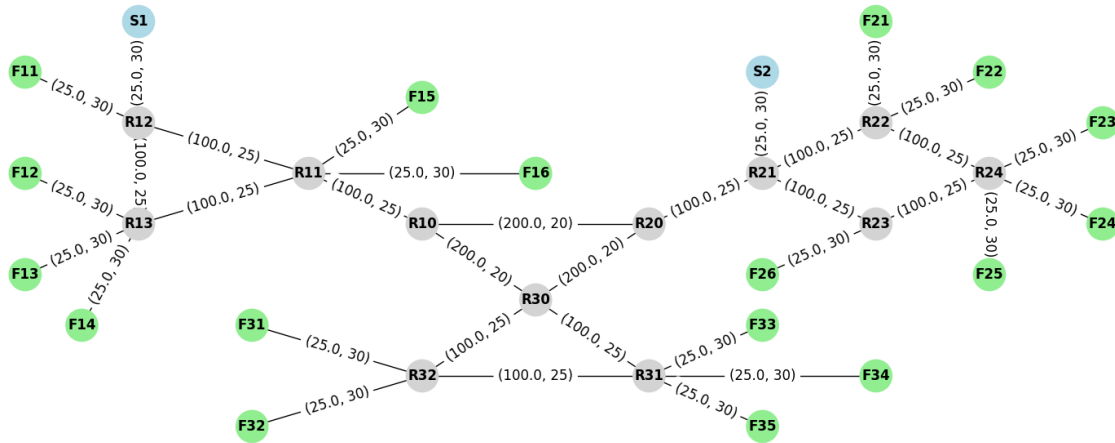 S1
F21
(25.0, 30)
(25.0, 30)
F11
S2
F22
(25.0, 30)
(25.0, 30)
F15
F23
R12
(25.0, 30)
(25.0, 30)
R22
(25.0, 30)
(100.0, 25)
(100.0, 25)
(100.0, 25)
(100.0, 25)
F12
R11
(25.0, 30)
F16
R21
R24
(25.0, 30)
(100.0, 25)
(100.0, 25)
(100.0, 25)
(100.0, 25)
(100.0, 25)
(25.0, 30)
(25.0, 30)
R13
R10
(200.0, 20)
R20
R23
F24
(25.0, 30)
(25.0, 30)
(200.0, 20)
(200.0, 20)
(25.0, 30)
F13
F26
F25
R30
F14
F31
F33
(25.0, 30)
(100.0, 25)
(100.0, 25)
(25.0, 30)
R32
(100.0, 25)
R31
(25.0, 30)
F34
(25.0, 30)
(25.0, 30)
F32
F35